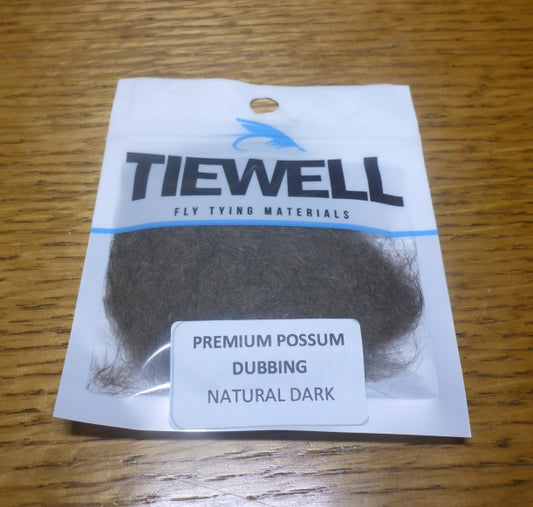 TIEWELL
FLY TYING MATERIALS
PREMIUM POSSUM
DUBBING
NATURAL DARK